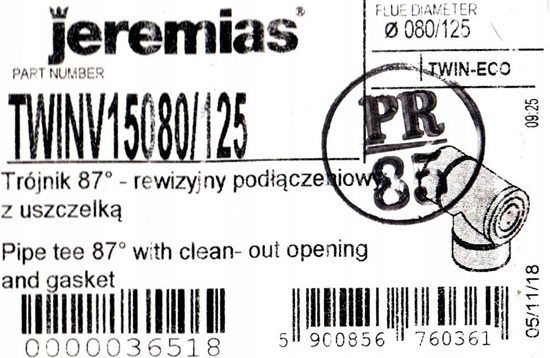 jeremias®
FLUE DIAMETER
Ø 080/125
PART NUMBER
TWIN-ECO
TWINV15080/125
PR
83
09:25
Trójnik 87° - rewizyjny podłączeniowy
z uszczelką
Pipe tee 87° with clean- out opening
and gasket
05/11/18
0000036518
5 900856 760361